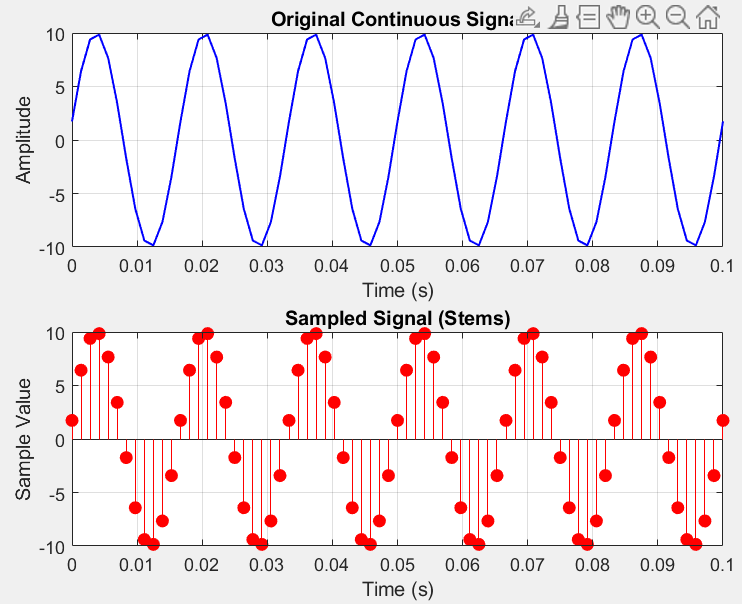 Original Continuous Signa
10
5
0
-5
-10
Amplitude
0 0.01 0.02 0.03 0.04 0.05 0.06 0.07 0.08 0.09 0.1
Time (s)
Sampled Signal (Stems)
10
5
0
-5
-10
Sample Value
0 0.01 0.02 0.03 0.04 0.05 0.06 0.07 0.08 0.09 0.1
Time (s)